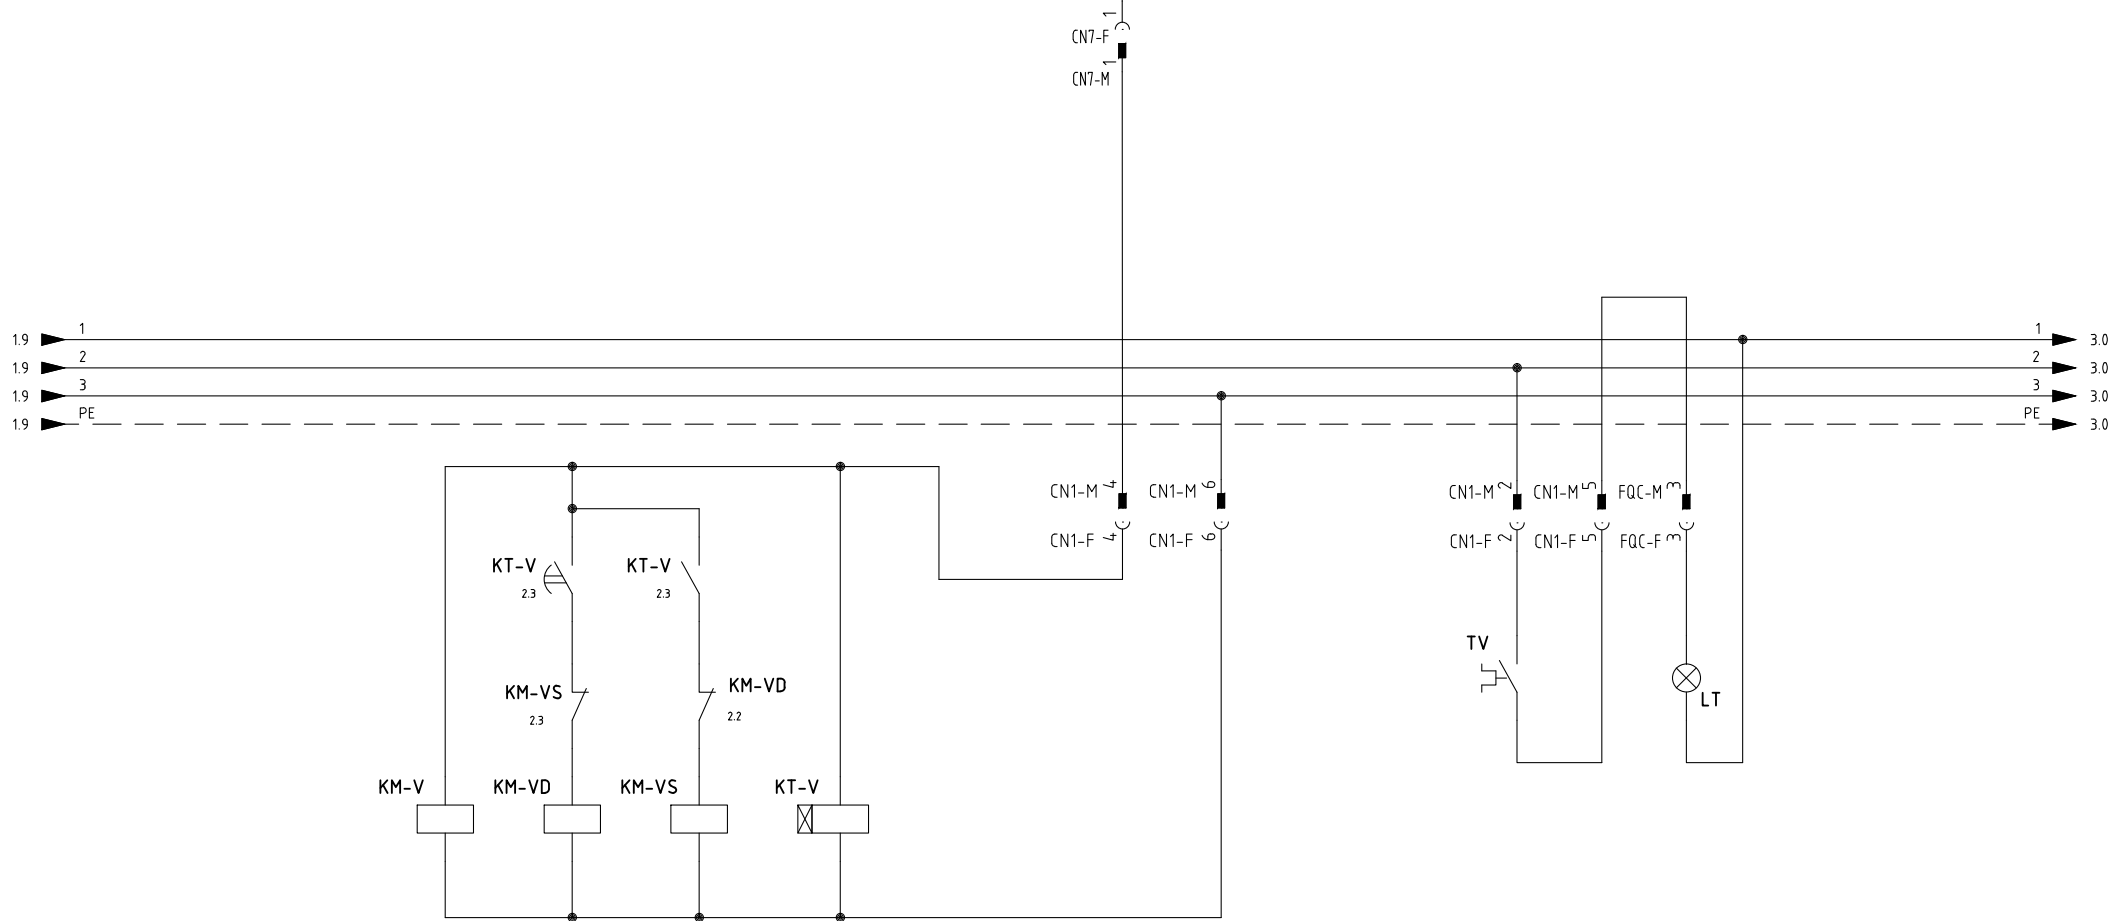 1
CN7-F
1
CN7-M
1 1
1.9 3.0
2 2
1.9 3.0
3 3
1.9 3.0
PE PE
1.9 3.0
CN1-M 4 CN1-M 6 CN1-M 2 CN1-M 5 FQC-M 3
CN1-F 4 CN1-F 6 CN1-F 2 CN1-F 5 FQC-F 3
KT-V KT-V
2.3 2.3
TV
KM-VS KM-VD
2.3 2.2
LT
KM-V KM-VD KM-VS KT-V